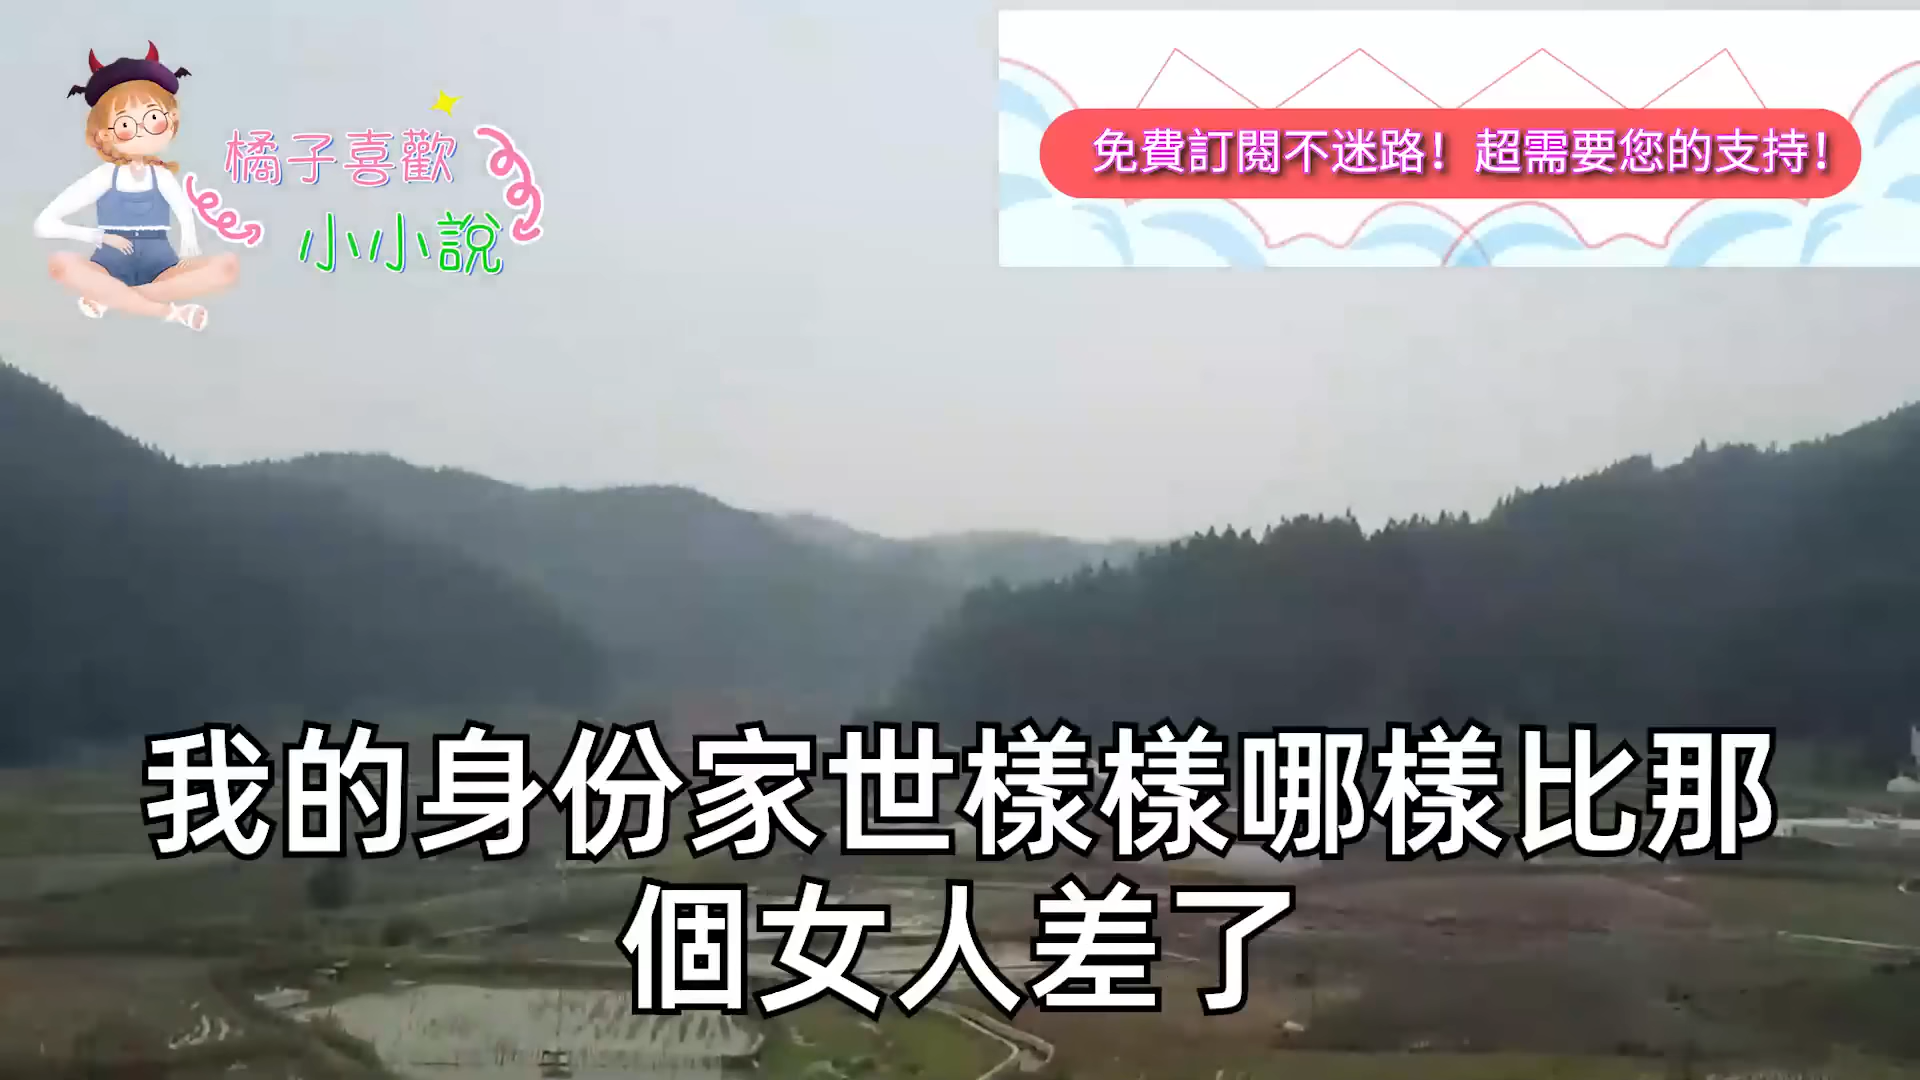 橘子喜歡
小小說
免費訂閱不迷路！超需要您的支持！
我的身份家世樣樣哪樣比那
個女人差了